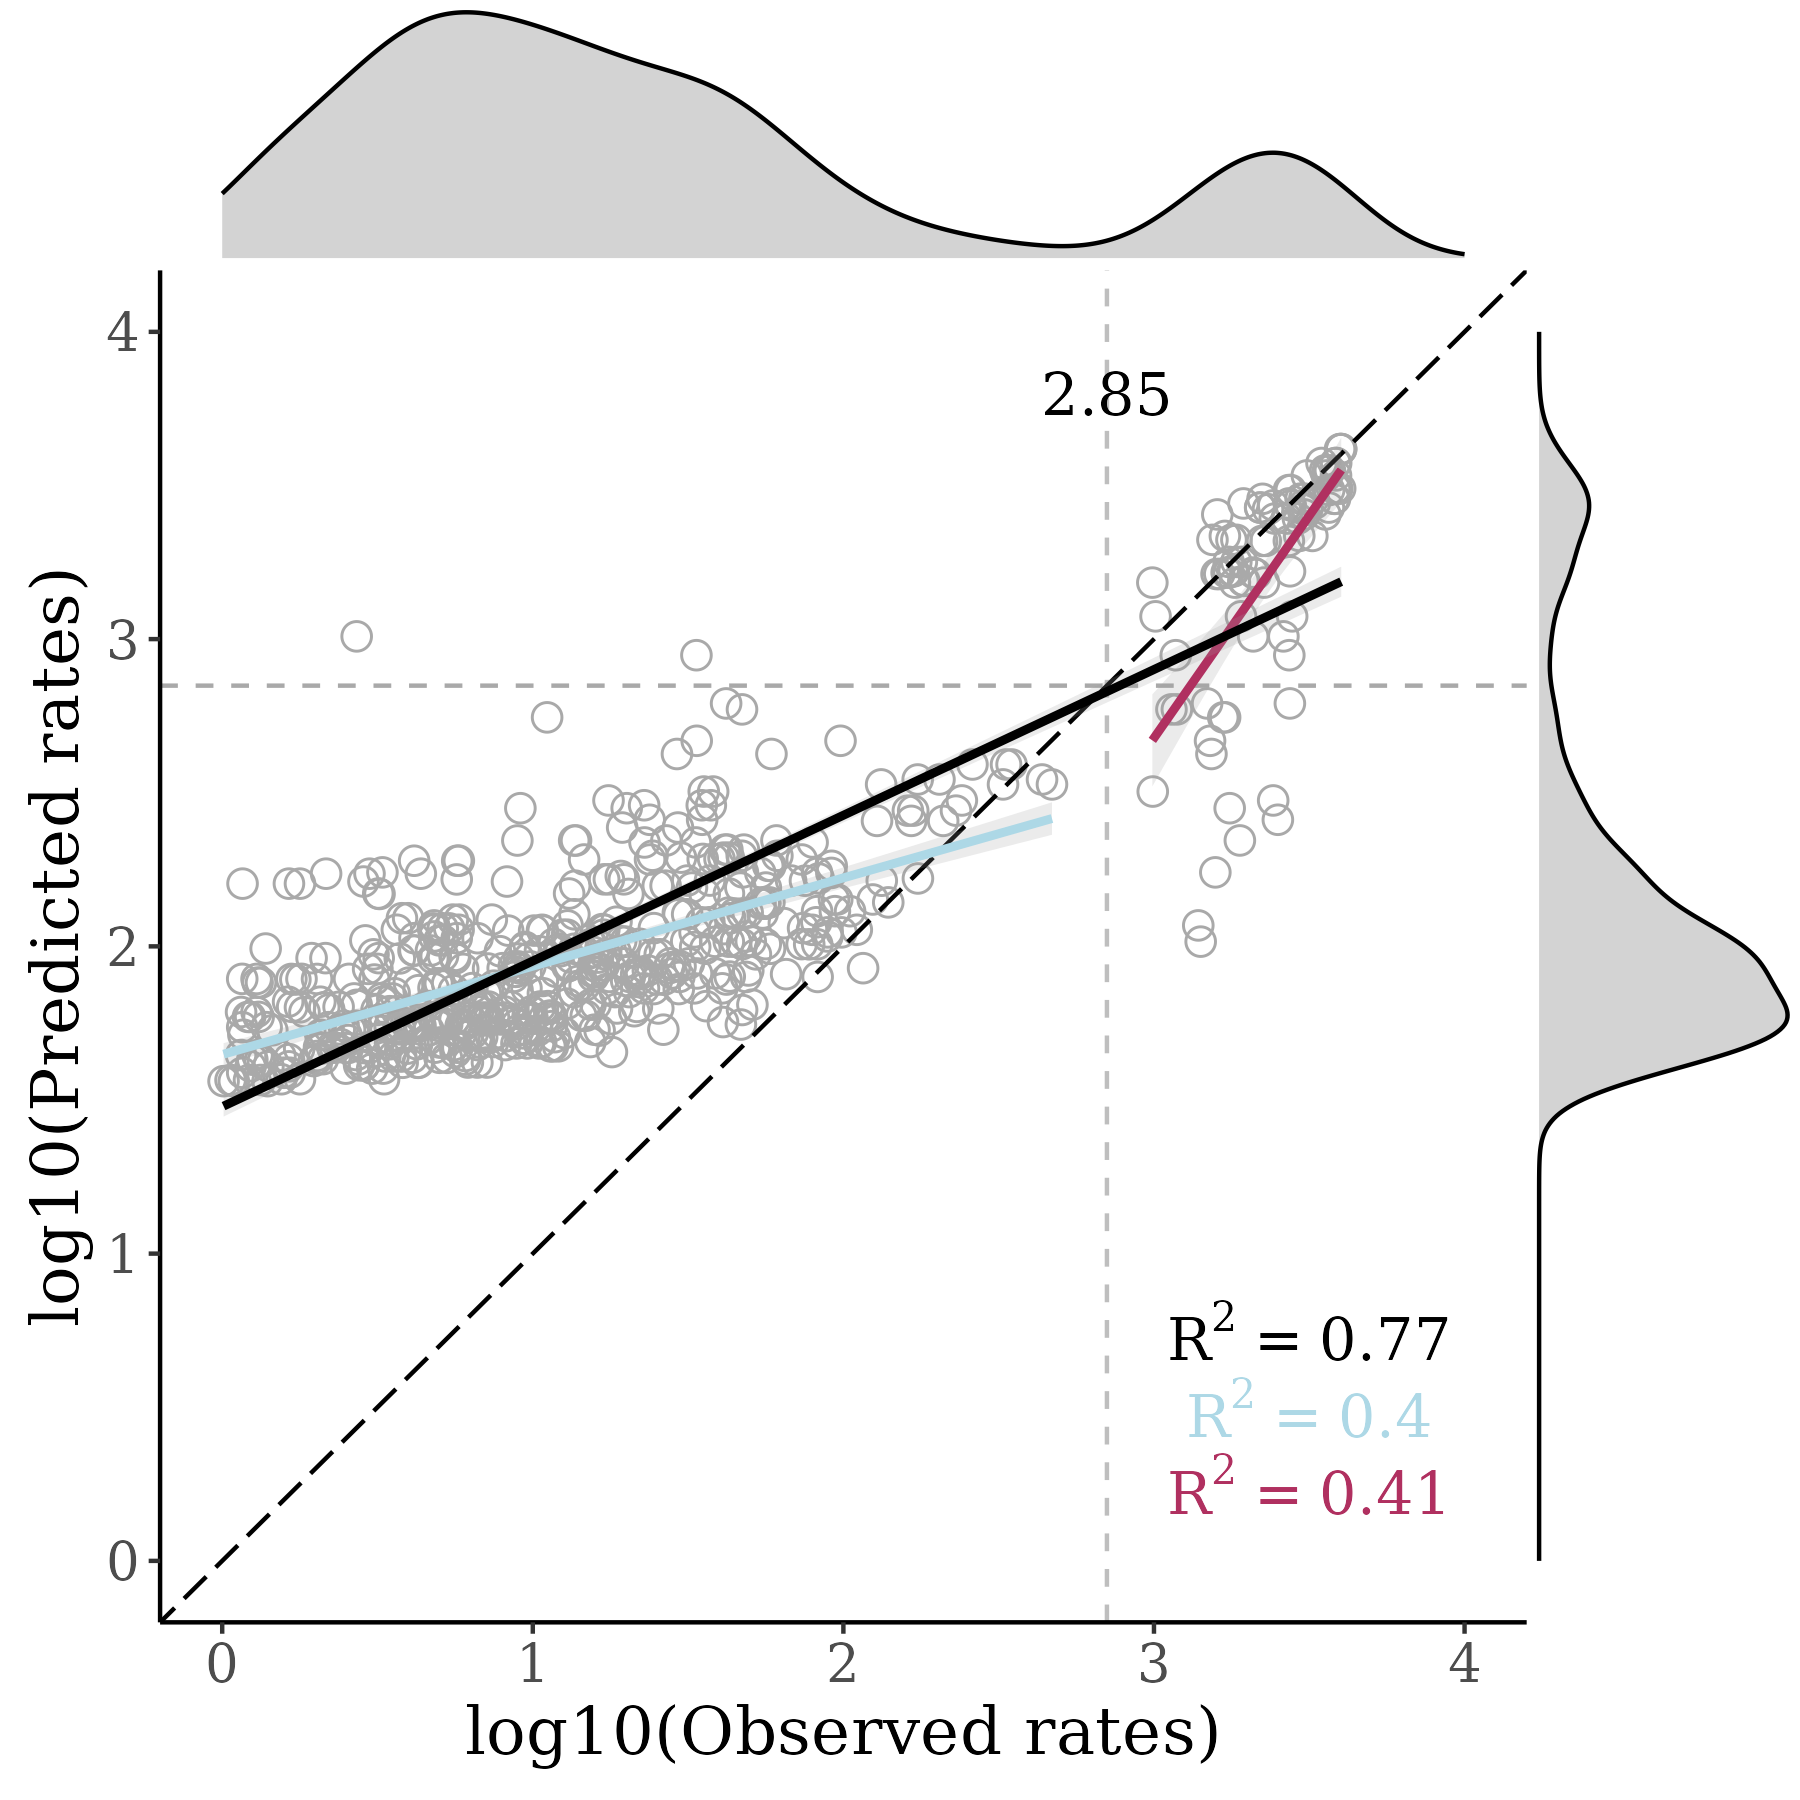 4
2.85
3
2
1
0
R² = 0.77
R² = 0.4
R² = 0.41
0 1 2 3 4
log10(Observed rates)
log10(Predicted rates)